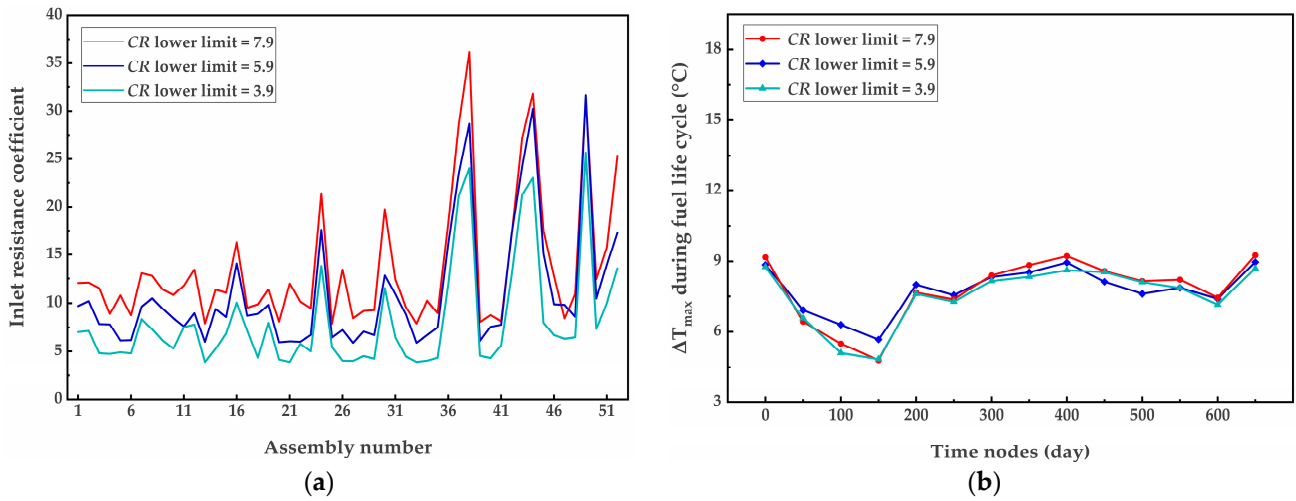 CR lower limit = 7.9
CR lower limit = 5.9
CR lower limit = 3.9
40
35
30
25
20
15
10
5
0
Inlet resistance coefficient
1 6 11 16 21 26 31 36 41 46 51
Assembly number
(a)
CR lower limit = 7.9
CR lower limit = 5.9
CR lower limit = 3.9
18
15
12
9
6
3
ΔTmax during fuel life cycle (°C)
0 100 200 300 400 500 600
Time nodes (day)
(b)